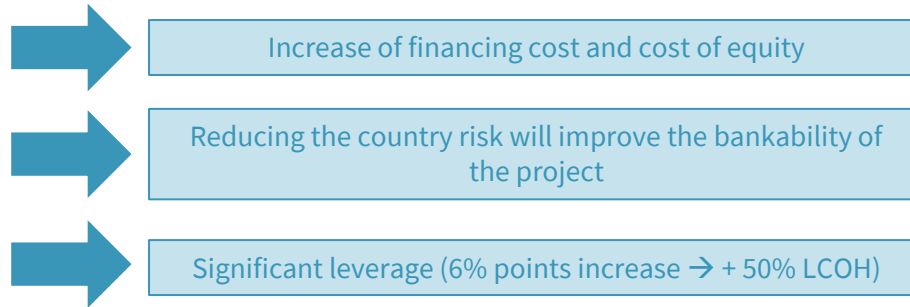 Increase of financing cost and cost of equity
Reducing the country risk will improve the bankability of
the project
Significant leverage (6% points increase → + 50% LCOH)